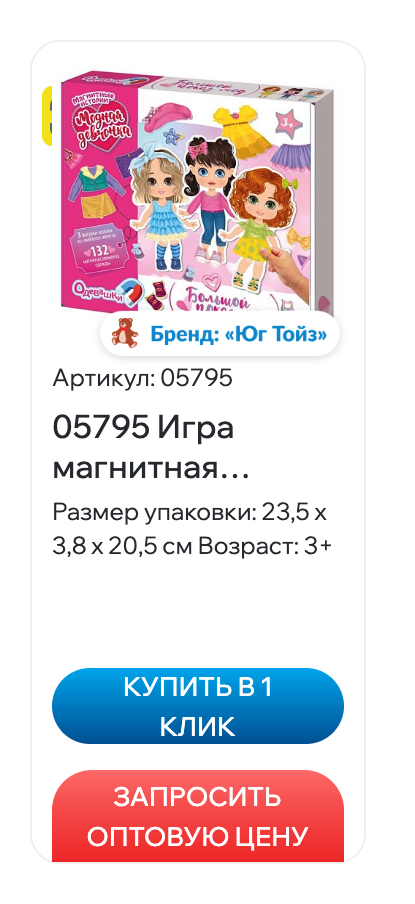 МАГНИТНЫЕ
ИСТОРИИ
Модная
девчонка
3+
132
Одевашки
Большой
Бренд: «Юг Тойз»
Артикул: 05795
05795 Игра
магнитная...
Размер упаковки: 23,5 х
3,8 х 20,5 см Возраст: 3+
КУПИТЬ В 1
КЛИК
ЗАПРОСИТЬ
ОПТОВУЮ ЦЕНУ